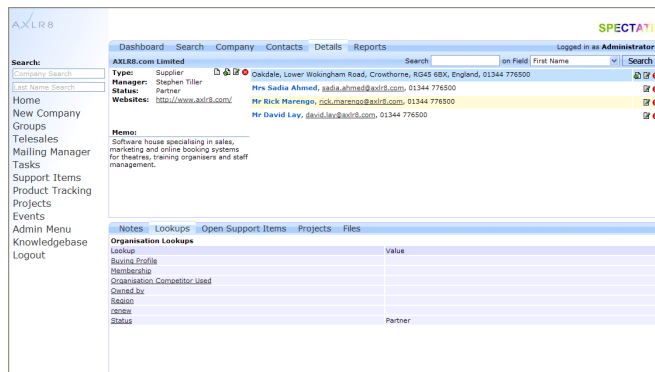 AXLR8
SPECTAT
Dashboard Search Company Contacts Details Reports Logged in as Administrator
Search:
Company Search
Last Name Search
Home
New Company
Groups
Telesales
Mailing Manager
Tasks
Support Items
Product Tracking
Projects
Events
Admin Menu
Knowledgebase
Logout
AXLR8.com Limited Search on Field First Name Search
Type: Supplier
Manager: Stephen Tiller
Status: Partner
Websites: http://www.axlr8.com/
Oakdale, Lower Wokingham Road, Crowthorne, RG45 6BX, England, 01344 776500
Mrs Sadia Ahmed, sadia.ahmed@axlr8.com, 01344 776500
Mr Rick Marengo, rick.marengo@axlr8.com, 01344 776500
Mr David Lay, david.lay@axlr8.com, 01344 776500
Memo:
Software house specialising in sales,
marketing and online booking systems
for theatres, training organisers and staff
management.
Notes Lookups Open Support Items Projects Files
Organisation Lookups
Lookup Value
Buying Profile
Membership
Organisation Competitor Used
Owned by
Region
renew
Status Partner